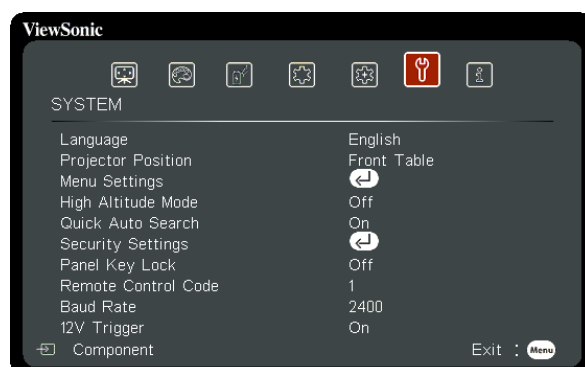 ViewSonic
SYSTEM
Language English
Projector Position Front Table
Menu Settings
High Altitude Mode Off
Quick Auto Search On
Security Settings
Panel Key Lock Off
Remote Control Code 1
Baud Rate 2400
12V Trigger On
Component Exit : Menu